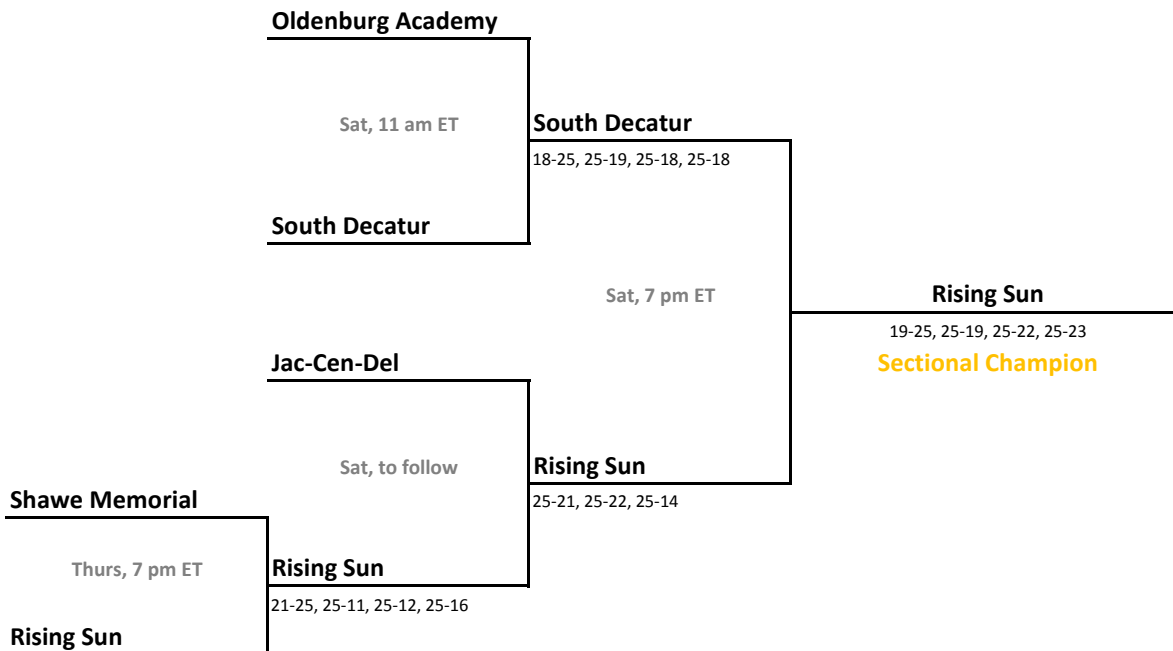 Oldenburg Academy
Sat, 11 am ET
South Decatur
18-25, 25-19, 25-18, 25-18
South Decatur
Sat, 7 pm ET
Rising Sun
19-25, 25-19, 25-22, 25-23
Sectional Champion
Jac-Cen-Del
Sat, to follow
Rising Sun
25-21, 25-22, 25-14
Shawe Memorial
Thurs, 7 pm ET
Rising Sun
21-25, 25-11, 25-12, 25-16
Rising Sun